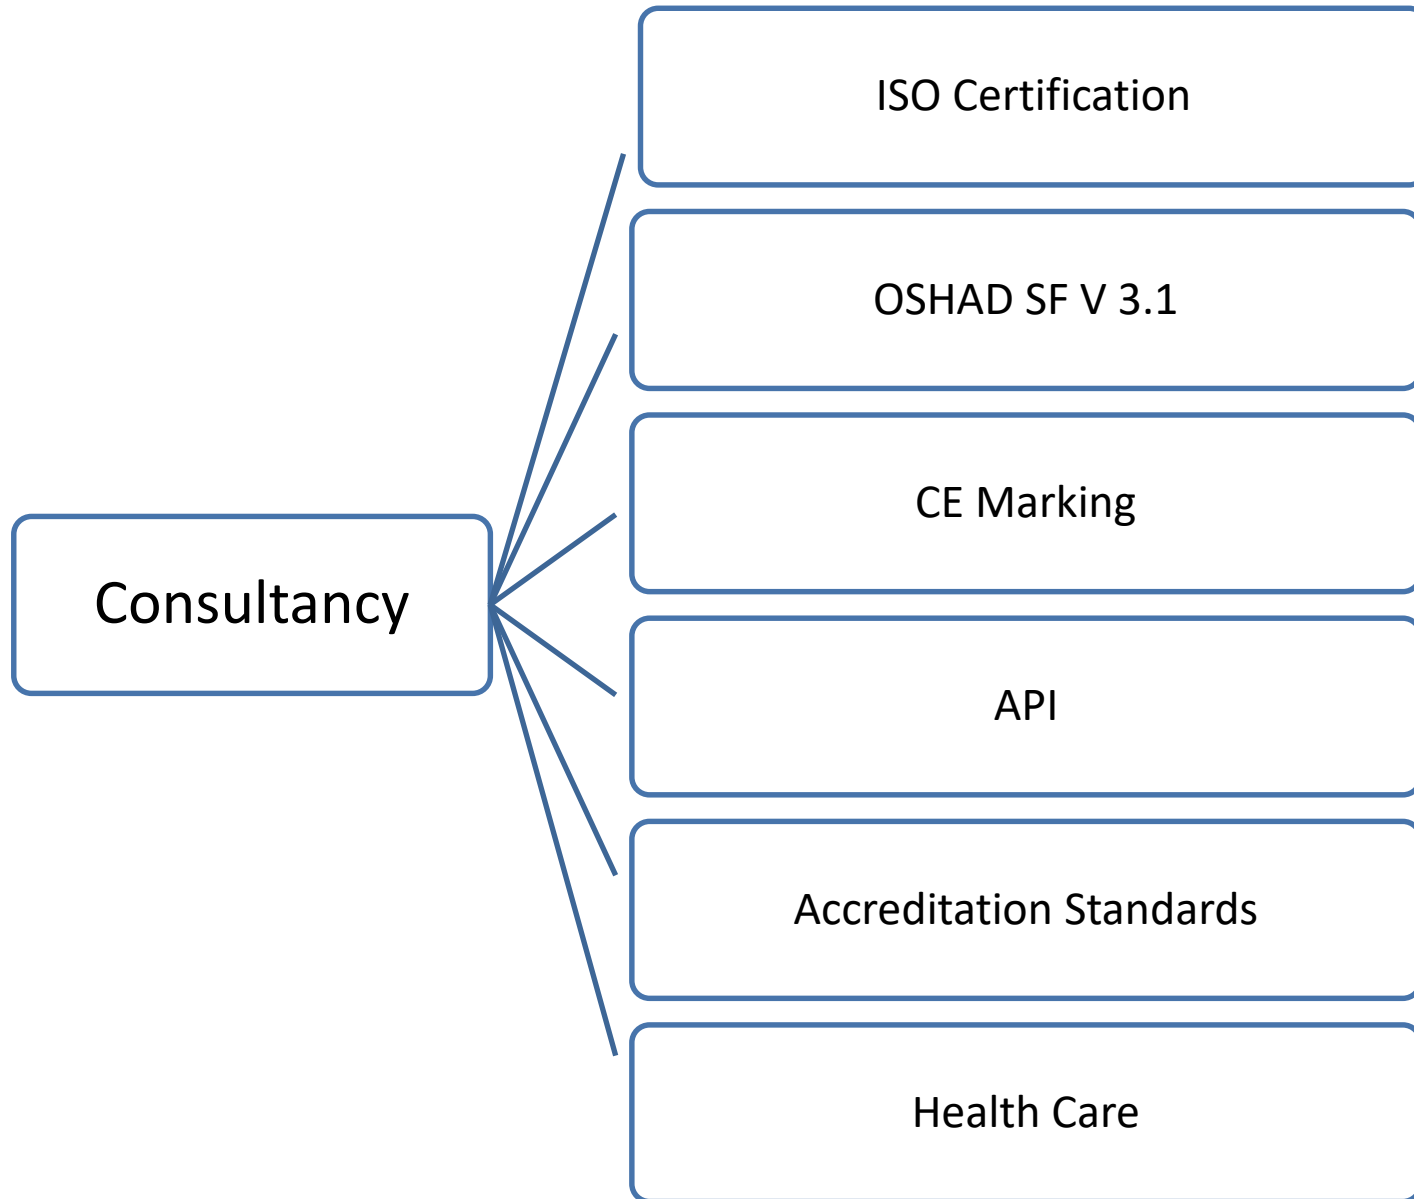 ISO Certification
OSHAD SF V 3.1
CE Marking
Consultancy
API
Accreditation Standards
Health Care